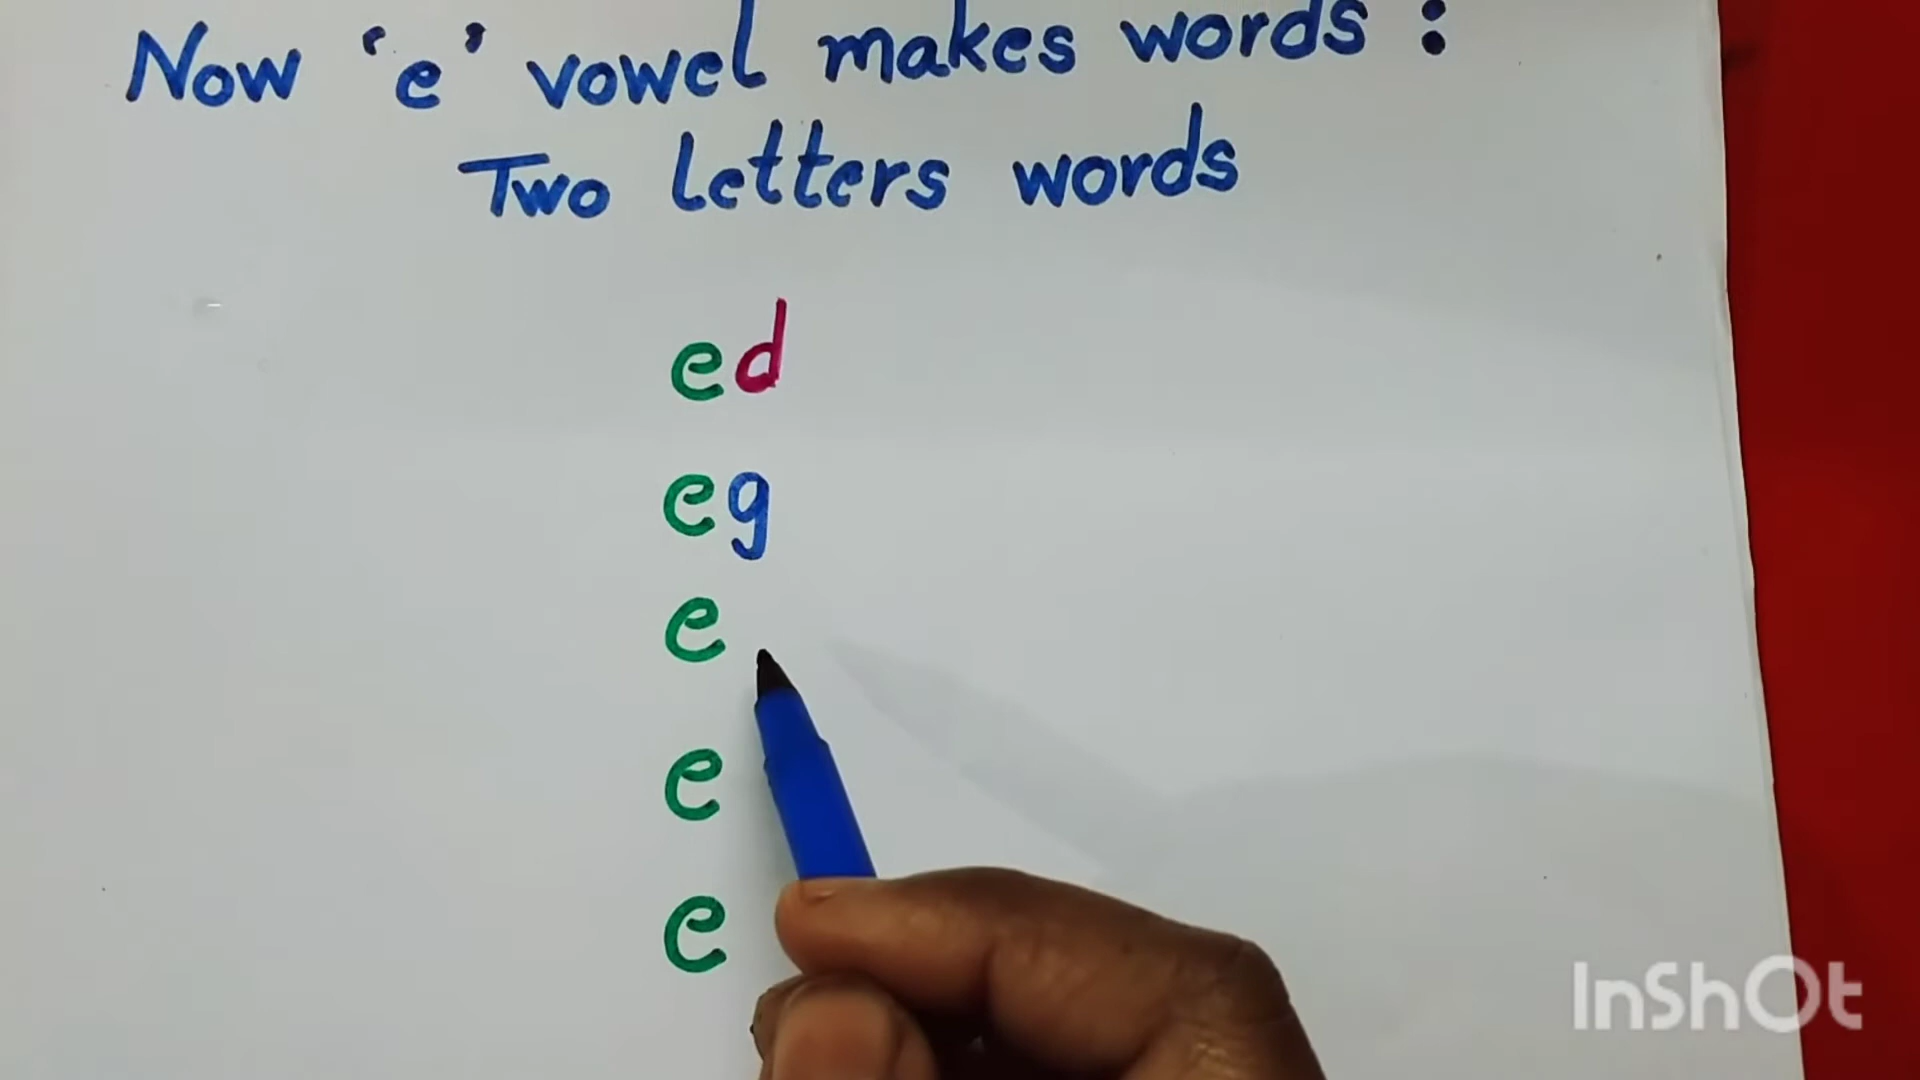 Now 'e' vowel makes words :
Two letters words
ed
eg
e
e
e
InShOt